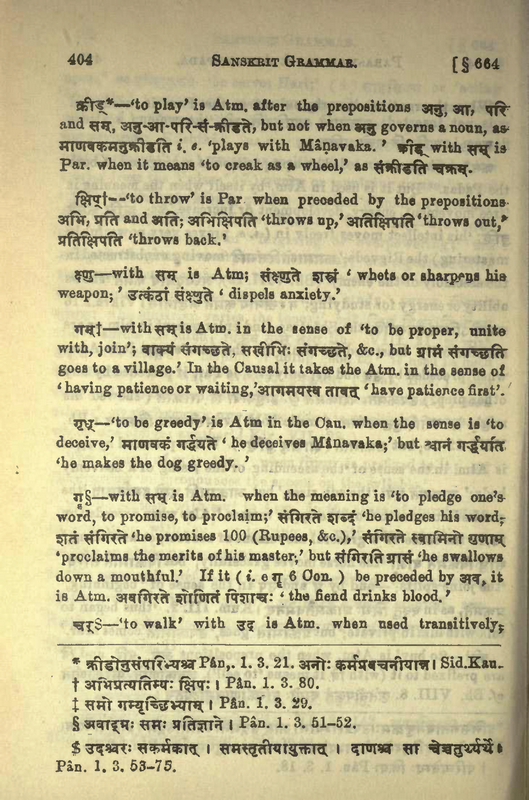 404 SANSKRIT GRAMMAR. [ § 664
क्रीड्*—‘to play’ is Atm. after the prepositions अनु, आ, परि
and सम्, अनु-आ-परि-सं-क्रीडते, but not when अनु governs a noun, as
माणवकमनुक्रीडति i. e. ‘plays with Mâṇavaka. ’ क्रीड् with सम् is
Par. when it means ‘to creak as a wheel,’ as संक्रीडति चक्रम्.
क्षिप्†--‘to throw’ is Par when preceded by the prepositions
अभि, प्रति and अति; अभिक्षिपति ‘throws up,’ अतिक्षिपति ‘throws out,’
प्रतिक्षिपति ‘throws back.’
क्ष्णु—with सम् is Atm; संक्ष्णुते शस्त्रं ‘ whets or sharpens his
weapon; ’ उत्कंठां संक्ष्णुते ‘ dispels anxiety.’
गम्‡—with सम् is Atm. in the sense of ‘to be proper, unite
with, join’; वाक्यं संगच्छते, सखीभिः संगच्छते, &c., but ग्रामं संगच्छति
goes to a village.’ In the Causal it takes the Atm. in the sense of
‘having patience or waiting,’आगमयस्व तावत् ‘have patience first’.
गृध्—‘to be greedy’ is Atm in the Cau. when the sense is ‘to
deceive,’ माणवकं गर्द्धयते ‘ he deceives Mânavaka;’ but श्वानं गर्द्धयति
‘he makes the dog greedy. ’
गॄ§—with सम् is Atm. when the meaning is ‘to pledge one's
word, to promise, to proclaim;’ संगिरते शब्दं ‘he pledges his word;
शतं संगिरते ‘he promises 100 (Rupees, &c.),’ संगिरते स्वामिनो गुणान्
‘proclaims the merits of his master;’ but संगिरति ग्रासं ‘he swallows
down a mouthful.’ If it ( i. e गॄ 6 Con. ) be preceded by अव, it
is Atm. अवगिरते शोणितं पिशाचः ‘ the fiend drinks blood. ’
चर्$—‘to walk’ with उद् is Atm. when used transitively;
* क्रीडोनुसंपरिभ्यश्च Pân,. 1. 3. 21. अनोः कर्मप्रवचनीयान्न। Sid.Kau.
† अभिप्रत्यतिभ्यः क्षिपः। Pân. 1. 3. 80.
‡ समो गम्यृच्छिभ्याम्। Pân. 1. 3. 29.
§ अवाद्ग्रः समः प्रतिज्ञाने। Pân. 1. 3. 51–52.
$ उदश्चरः सकर्मकात्। समस्तृतीयायुक्तात्। दाणश्च सा चेच्चतुर्थ्यर्थे।
Pân. 1. 3. 53–75.